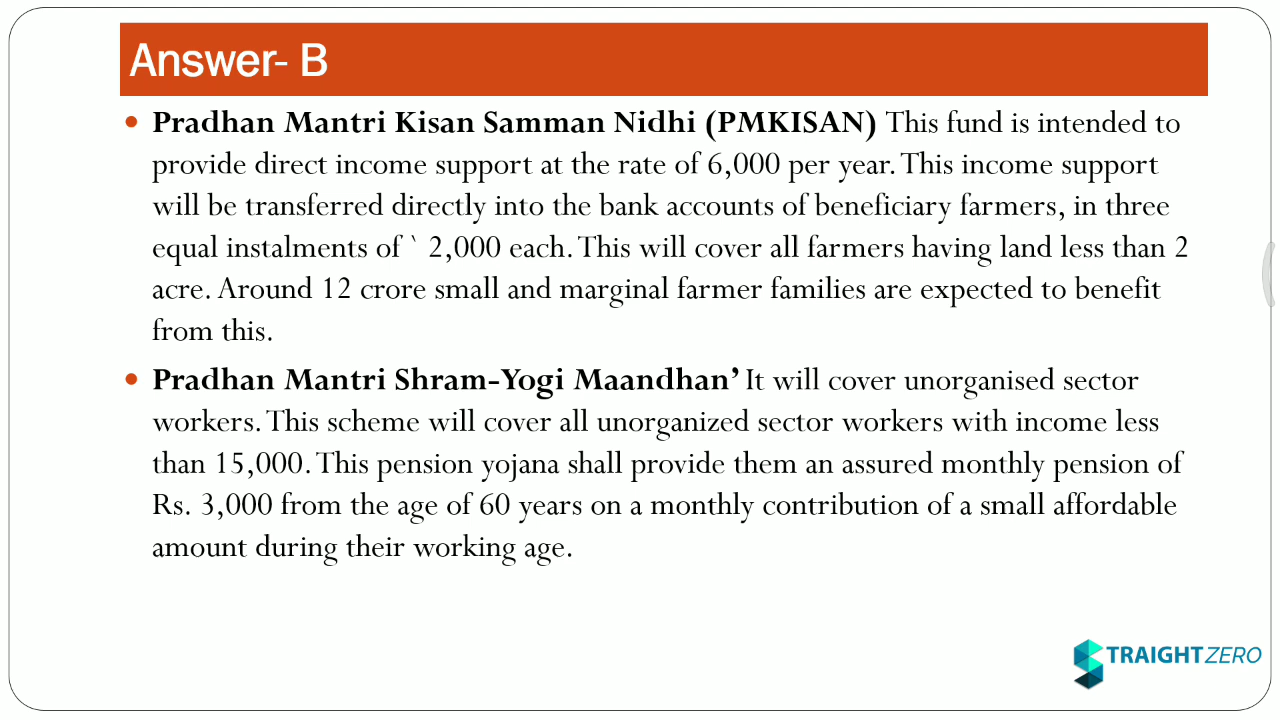 Answer- B
• Pradhan Mantri Kisan Samman Nidhi (PMKISAN) This fund is intended to
provide direct income support at the rate of 6,000 per year. This income support
will be transferred directly into the bank accounts of beneficiary farmers, in three
equal instalments of ` 2,000 each. This will cover all farmers having land less than 2
acre. Around 12 crore small and marginal farmer families are expected to benefit
from this.
• Pradhan Mantri Shram-Yogi Maandhan’ It will cover unorganised sector
workers. This scheme will cover all unorganized sector workers with income less
than 15,000. This pension yojana shall provide them an assured monthly pension of
Rs. 3,000 from the age of 60 years on a monthly contribution of a small affordable
amount during their working age.
STRAIGHTZERO